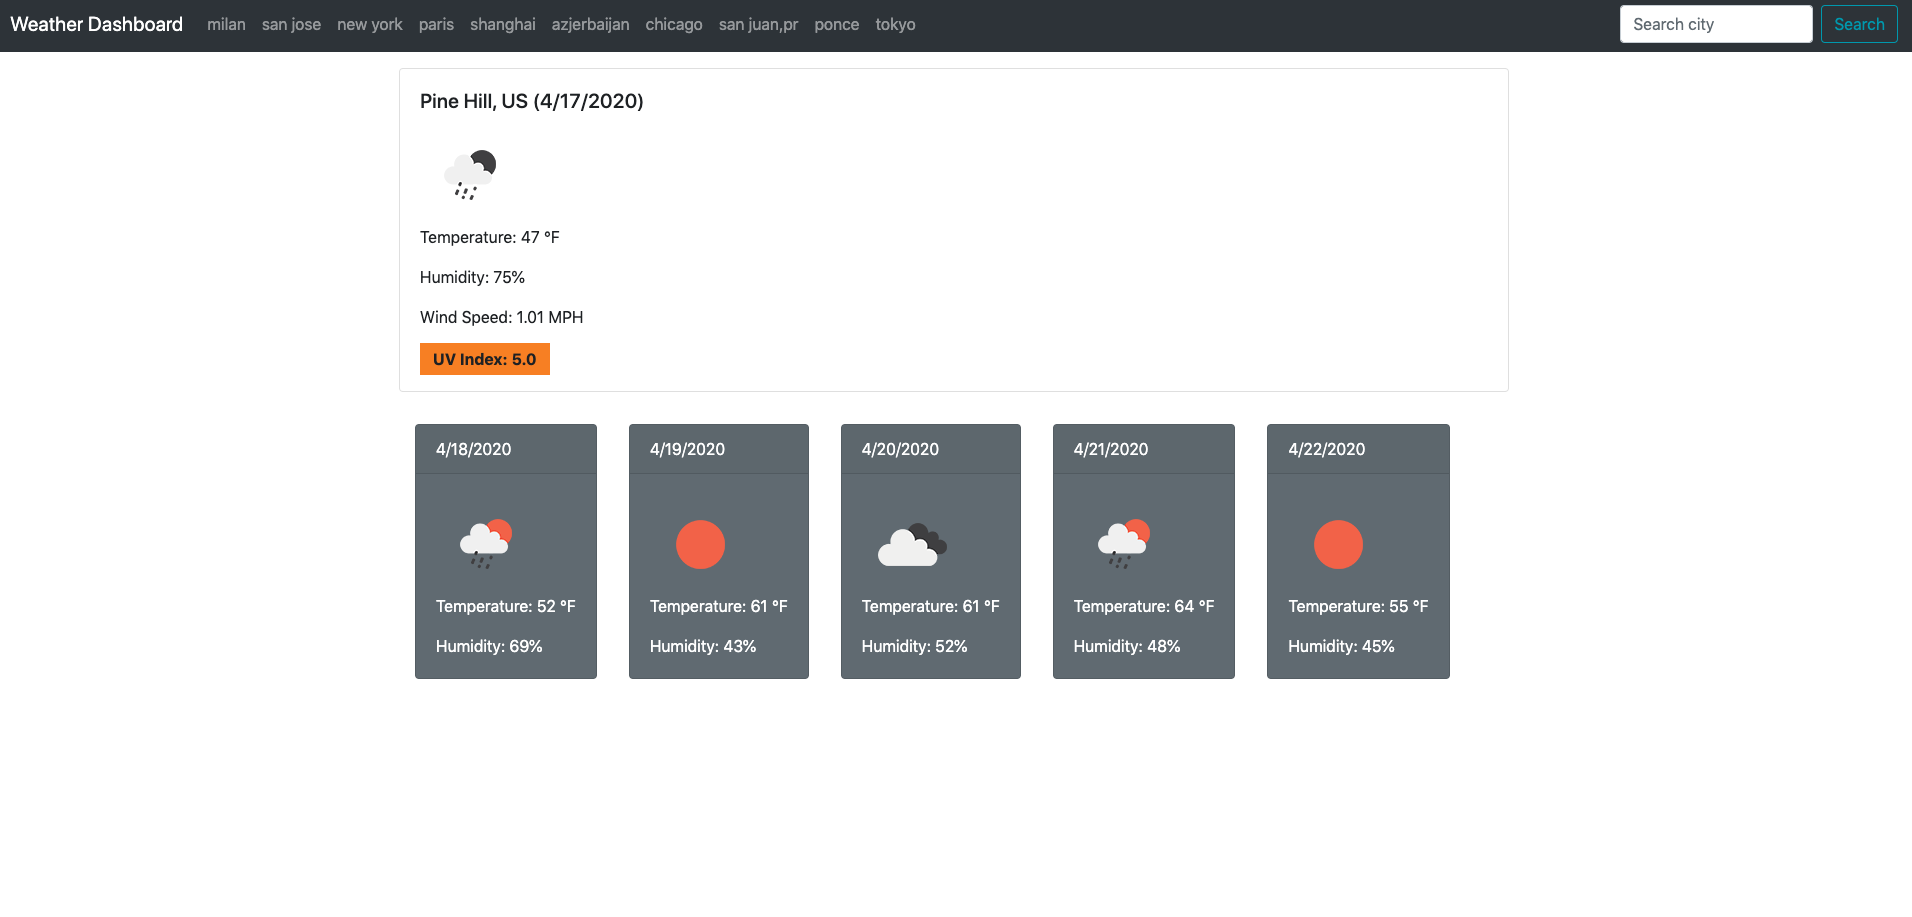 Weather Dashboard milan san jose new york paris shanghai azjerbaijan chicago san juan,pr ponce tokyo Search city Search
Pine Hill, US (4/17/2020)
Temperature: 47 °F
Humidity: 75%
Wind Speed: 1.01 MPH
UV Index: 5.0
4/18/2020
Temperature: 52 °F
Humidity: 69%
4/19/2020
Temperature: 61 °F
Humidity: 43%
4/20/2020
Temperature: 61 °F
Humidity: 52%
4/21/2020
Temperature: 64 °F
Humidity: 48%
4/22/2020
Temperature: 55 °F
Humidity: 45%